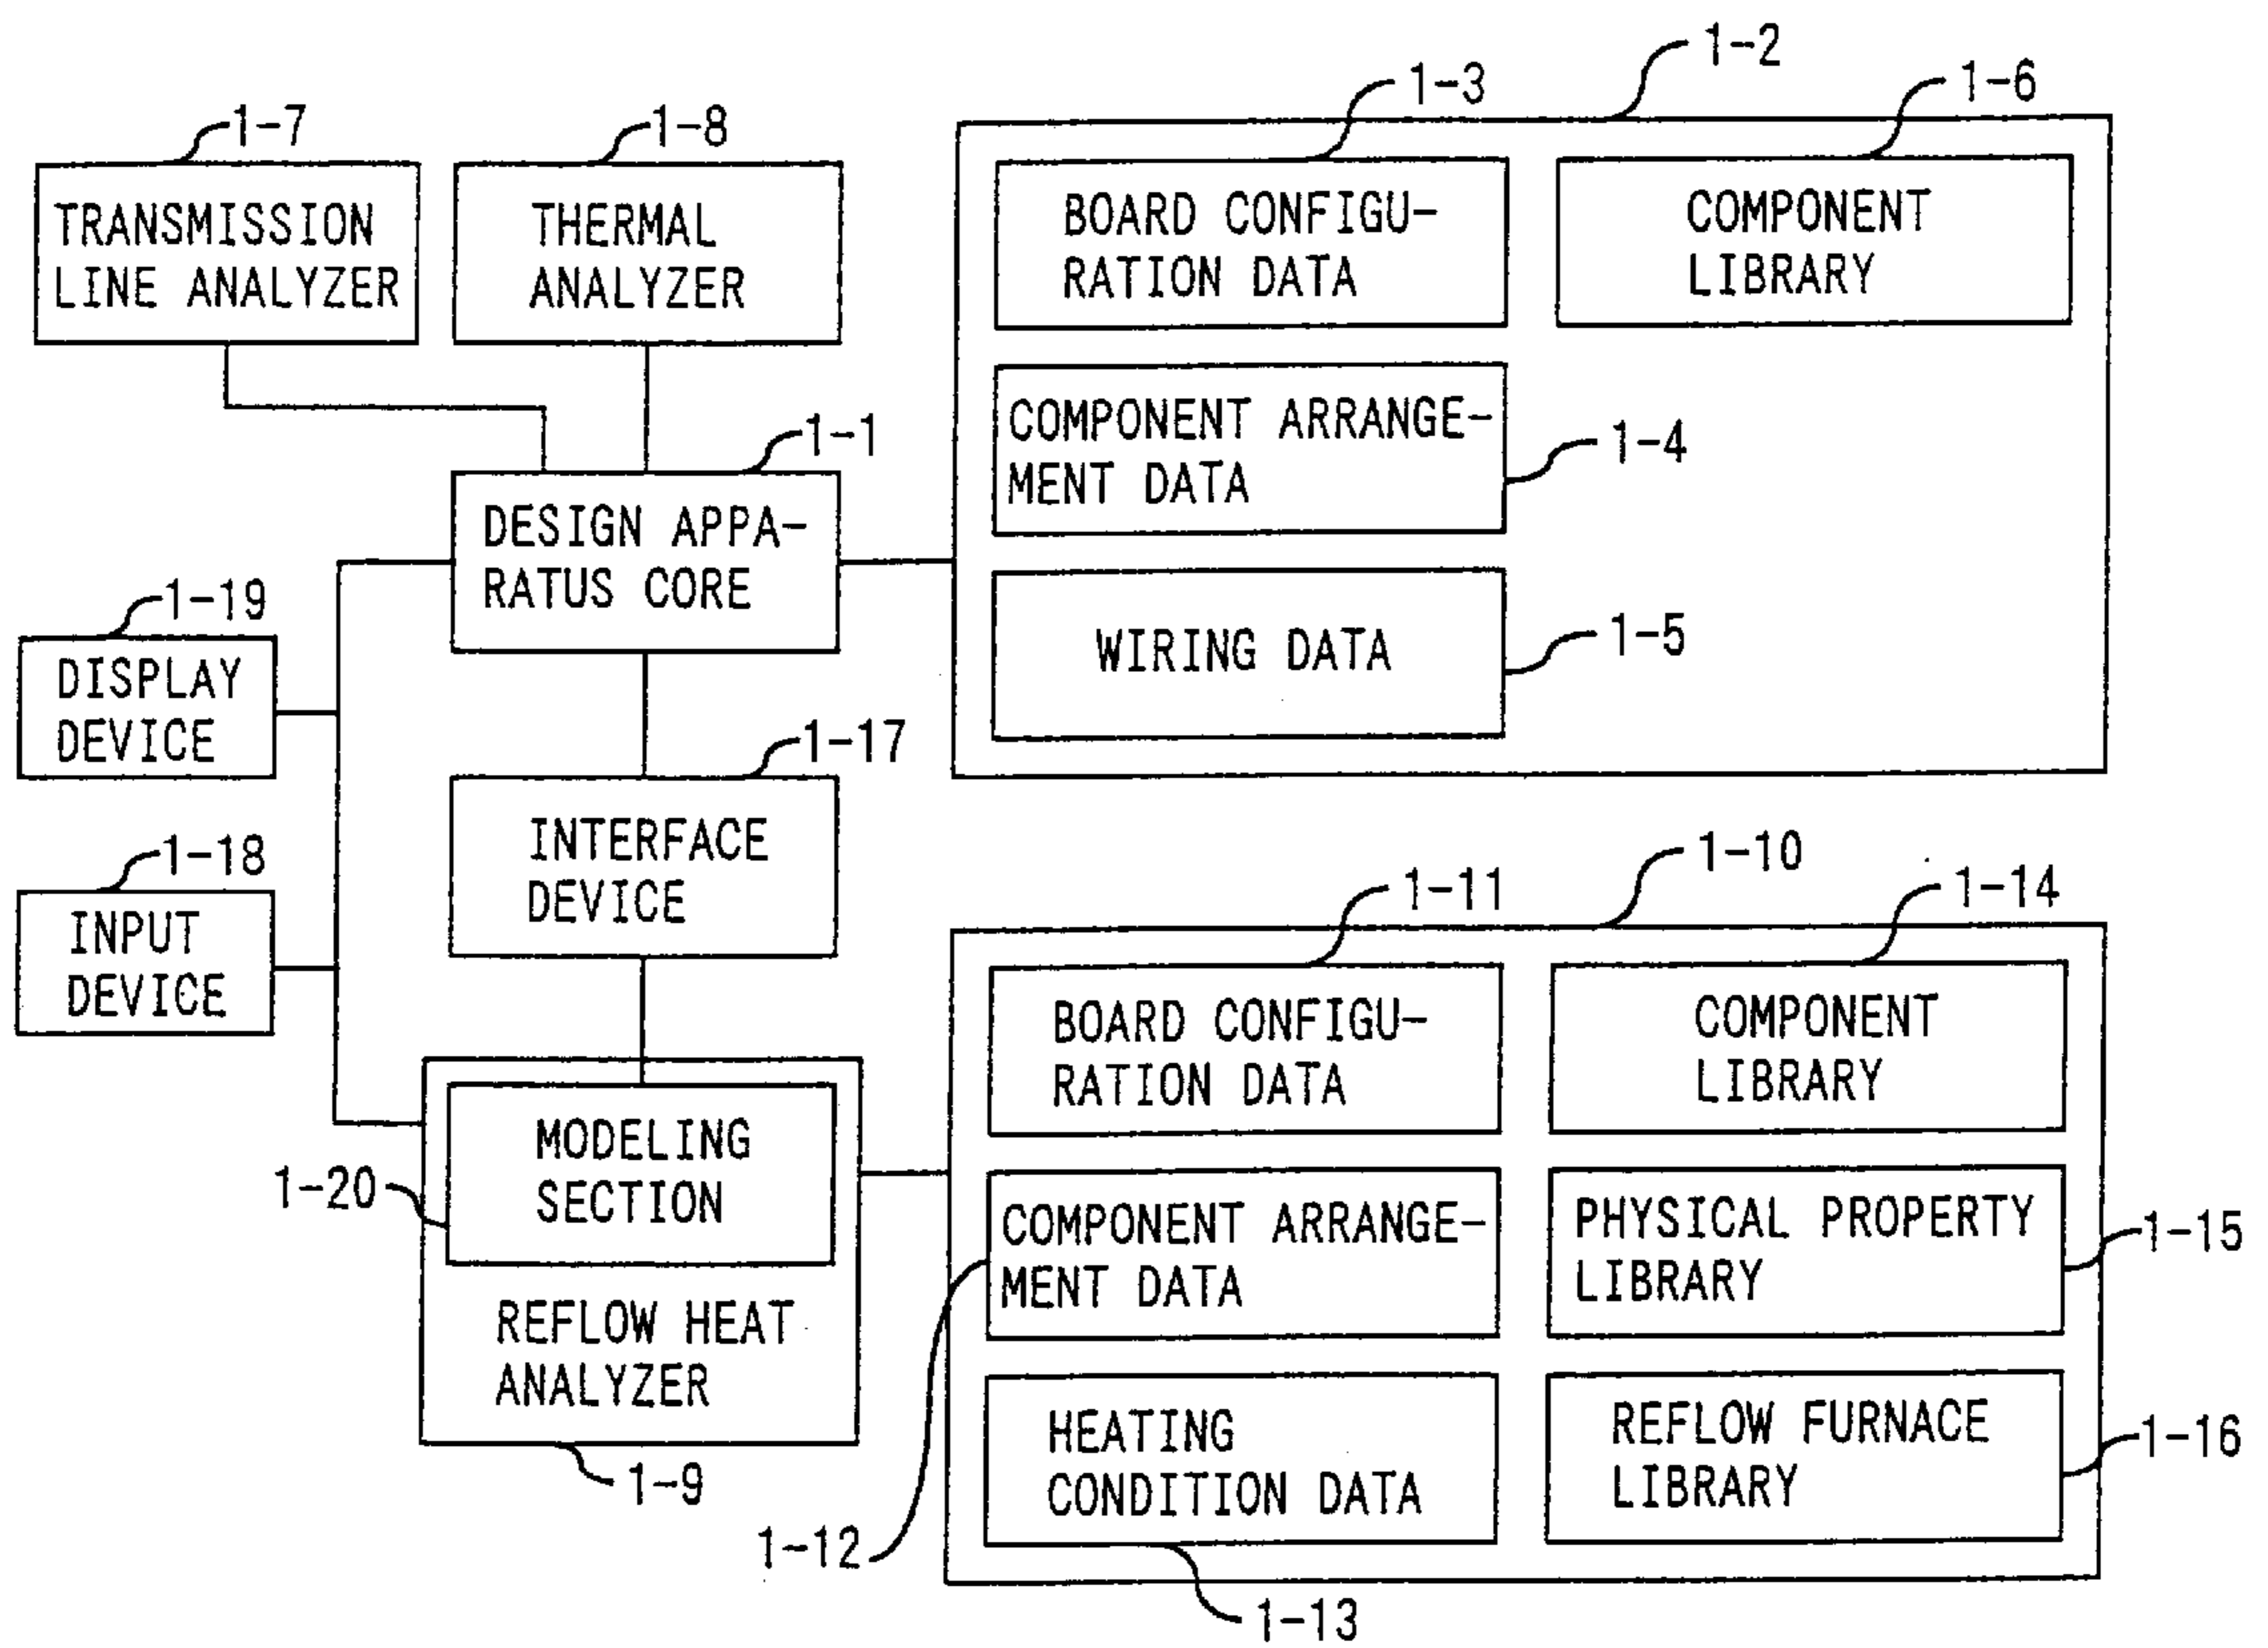 1-2
1-3
1-6
1-7
1-8
TRANSMISSION
LINE ANALYZER
THERMAL
ANALYZER
BOARD CONFIGU-
RATION DATA
COMPONENT
LIBRARY
COMPONENT ARRANGE-
MENT DATA
1-4
1-1
DESIGN APPA-
RATUS CORE
WIRING DATA
1-5
1-19
DISPLAY
DEVICE
1-17
INTERFACE
DEVICE
1-18
INPUT
DEVICE
1-10
1-11
1-14
BOARD CONFIGU-
RATION DATA
COMPONENT
LIBRARY
MODELING
SECTION
1-20
REFLOW HEAT
ANALYZER
1-9
COMPONENT ARRANGE-
MENT DATA
PHYSICAL PROPERTY
LIBRARY
1-15
HEATING
CONDITION DATA
REFLOW FURNACE
LIBRARY
1-16
1-12
1-13